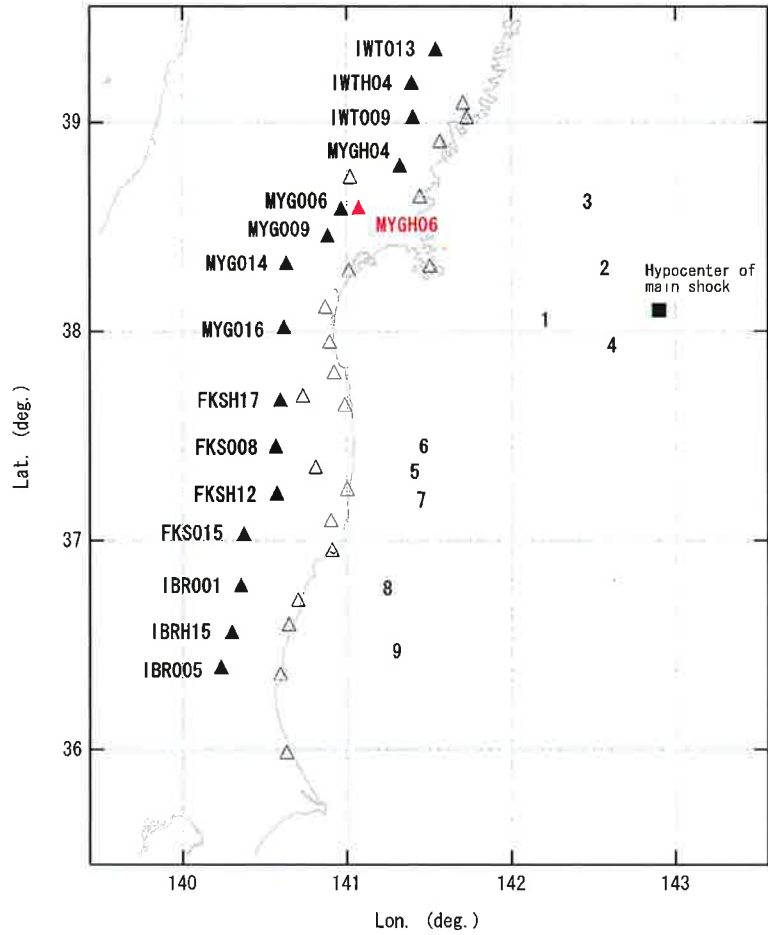 IWT013
IWTH04
39
IWT009
MYGH04
MYG006
3
MYGH06
MYG009
MYG014
2
Hypocenter of
main shock
38
MYG016
1
4
FKSH17
FKS008
6
5
FKSH12
7
37
FKS015
IBR001
8
IBRH15
9
IBR005
36
140
141
142
143
Lat. (deg.)
Lon. (deg.)